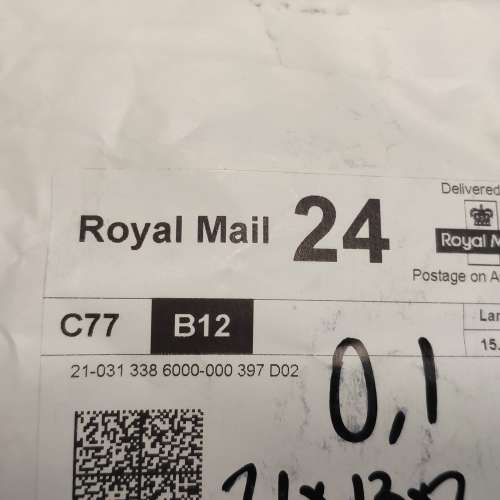 Delivered
Royal Mail 24
Royal M
Postage on A
C77 B12
Lar
15.
21-031 338 6000-000 397 D02
0,1